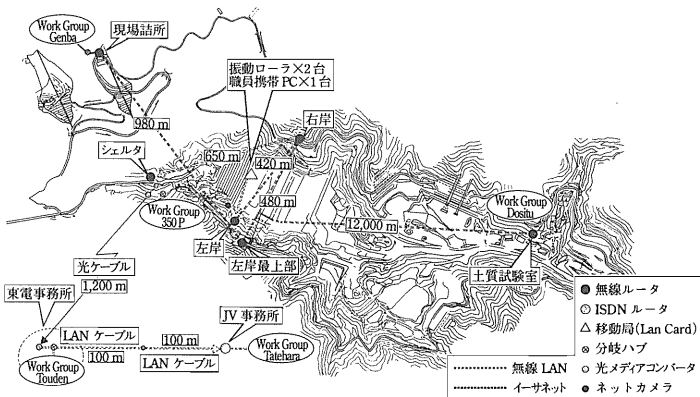 Work Group
Genba
現場詰所
振動ローラ×2台
職員携帯PC×1台
右岸
980 m
シェルタ
650 m
420 m
480 m
Work Group
350 P
Work Group
Dositu
12,000 m
左岸
左岸最上部
土質試験室
光ケーブル
1,200 m
東電事務所
LAN ケーブル
100 m
100 m
LAN ケーブル
JV 事務所
Work Group
Touden
Work Group
Tatehara
無線ルータ
ISDN ルータ
移動局(Lan Card)
分岐ハブ
光メディアコンバータ
ネットカメラ
無線 LAN
イーサネット